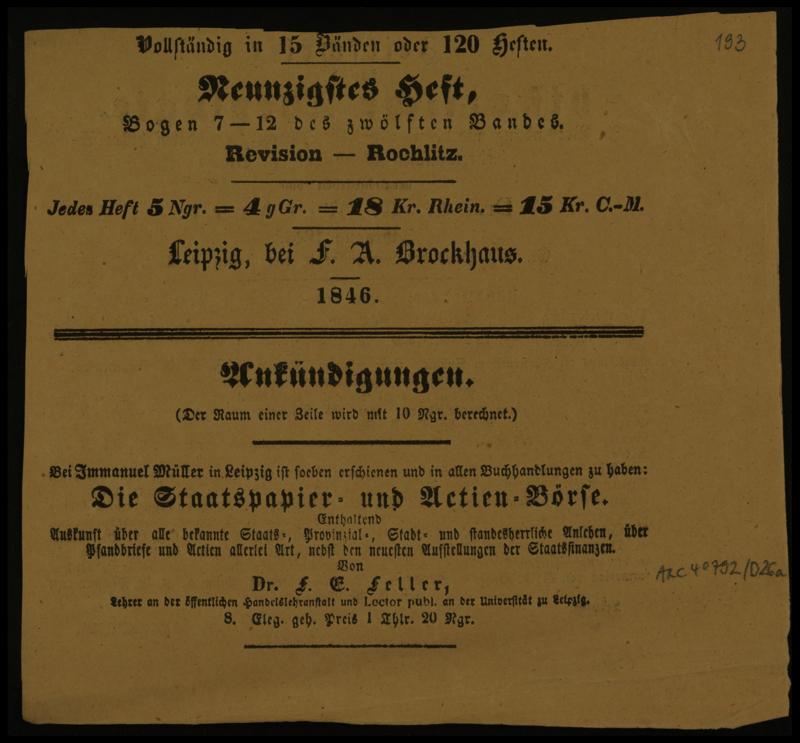 193
Vollständig in 15 Bänden oder 120 Heften.
Neunzigstes Heft,
Bogen 7—12 des zwölften Bandes.
Revision — Rochlitz.
Jedes Heft 5 Ngr. = 4 gGr. = 18 Kr. Rhein. = 15 Kr. C.-M.
Leipzig, bei F. A. Brockhaus.
1846.
Ankündigungen.
(Der Raum einer Zeile wird mit 10 Ngr. berechnet.)
Bei Immanuel Müller in Leipzig ist soeben erschienen und in allen Buchhandlungen zu haben:
Die Staatspapier- und Actien-Börse.
Enthaltend
Auskunft über alle bekannte Staats-, Provinzial-, Stadt- und standesherrliche Anlehen, über
Pfandbriefe und Actien allerlei Art, nebst den neuesten Aufstellungen der Staatsfinanzen.
Von
Dr. F. E. Feller,
Lehrer an der öffentlichen Handelslehranstalt und Lector publ. an der Universität zu Leipzig.
8. Eleg. geh. Preis 1 Thlr. 20 Ngr.
ARC 4° 792/D26a